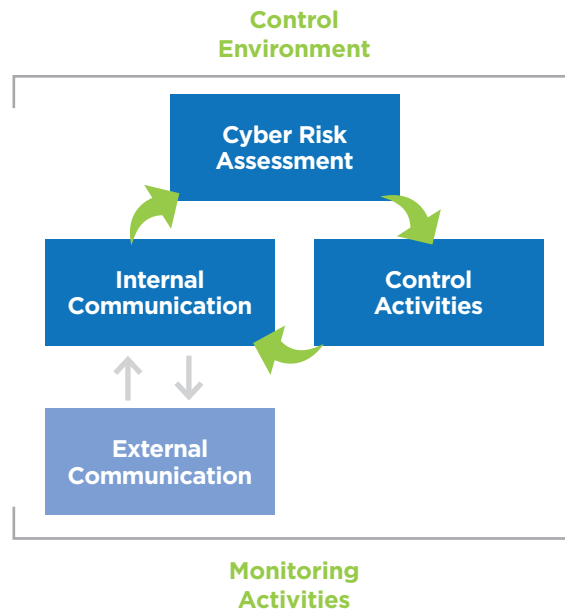 Control
Environment
Cyber Risk
Assessment
Internal
Communication
Control
Activities
External
Communication
Monitoring
Activities